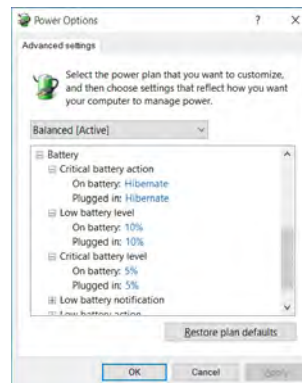 Power Options
Advanced settings
Select the power plan that you want to customize,
and then choose settings that reflect how you want
your computer to manage power.
Balanced [Active]
Battery
Critical battery action
On battery: Hibernate
Plugged in: Hibernate
Low battery level
On battery: 10%
Plugged in: 10%
Critical battery level
On battery: 5%
Plugged in: 5%
Low battery notification
Low battery action
Restore plan defaults
OK
Cancel
Apply